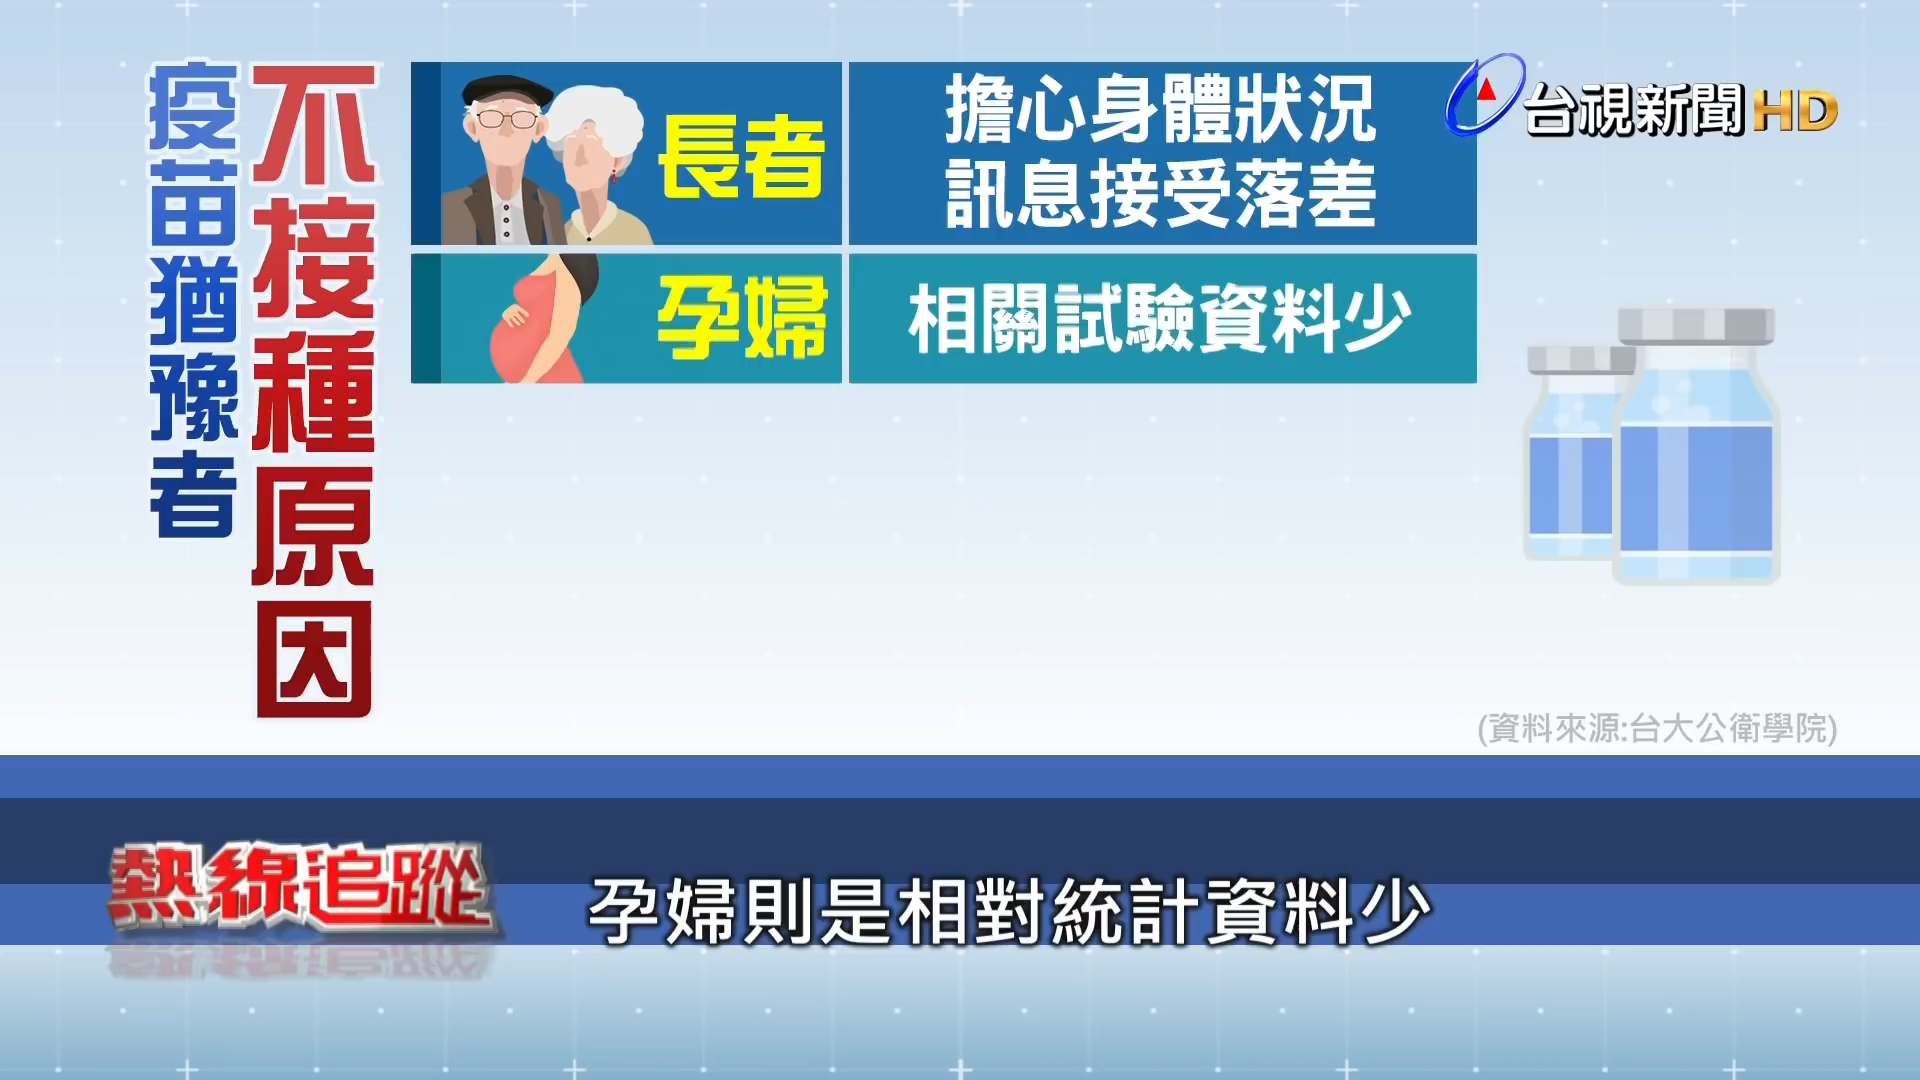 疫苗猶豫者
不接種原因
長者
擔心身體狀況
訊息接受落差
孕婦
相關試驗資料少
台視新聞HD
(資料來源:台大公衛學院)
熱線追蹤
孕婦則是相對統計資料少